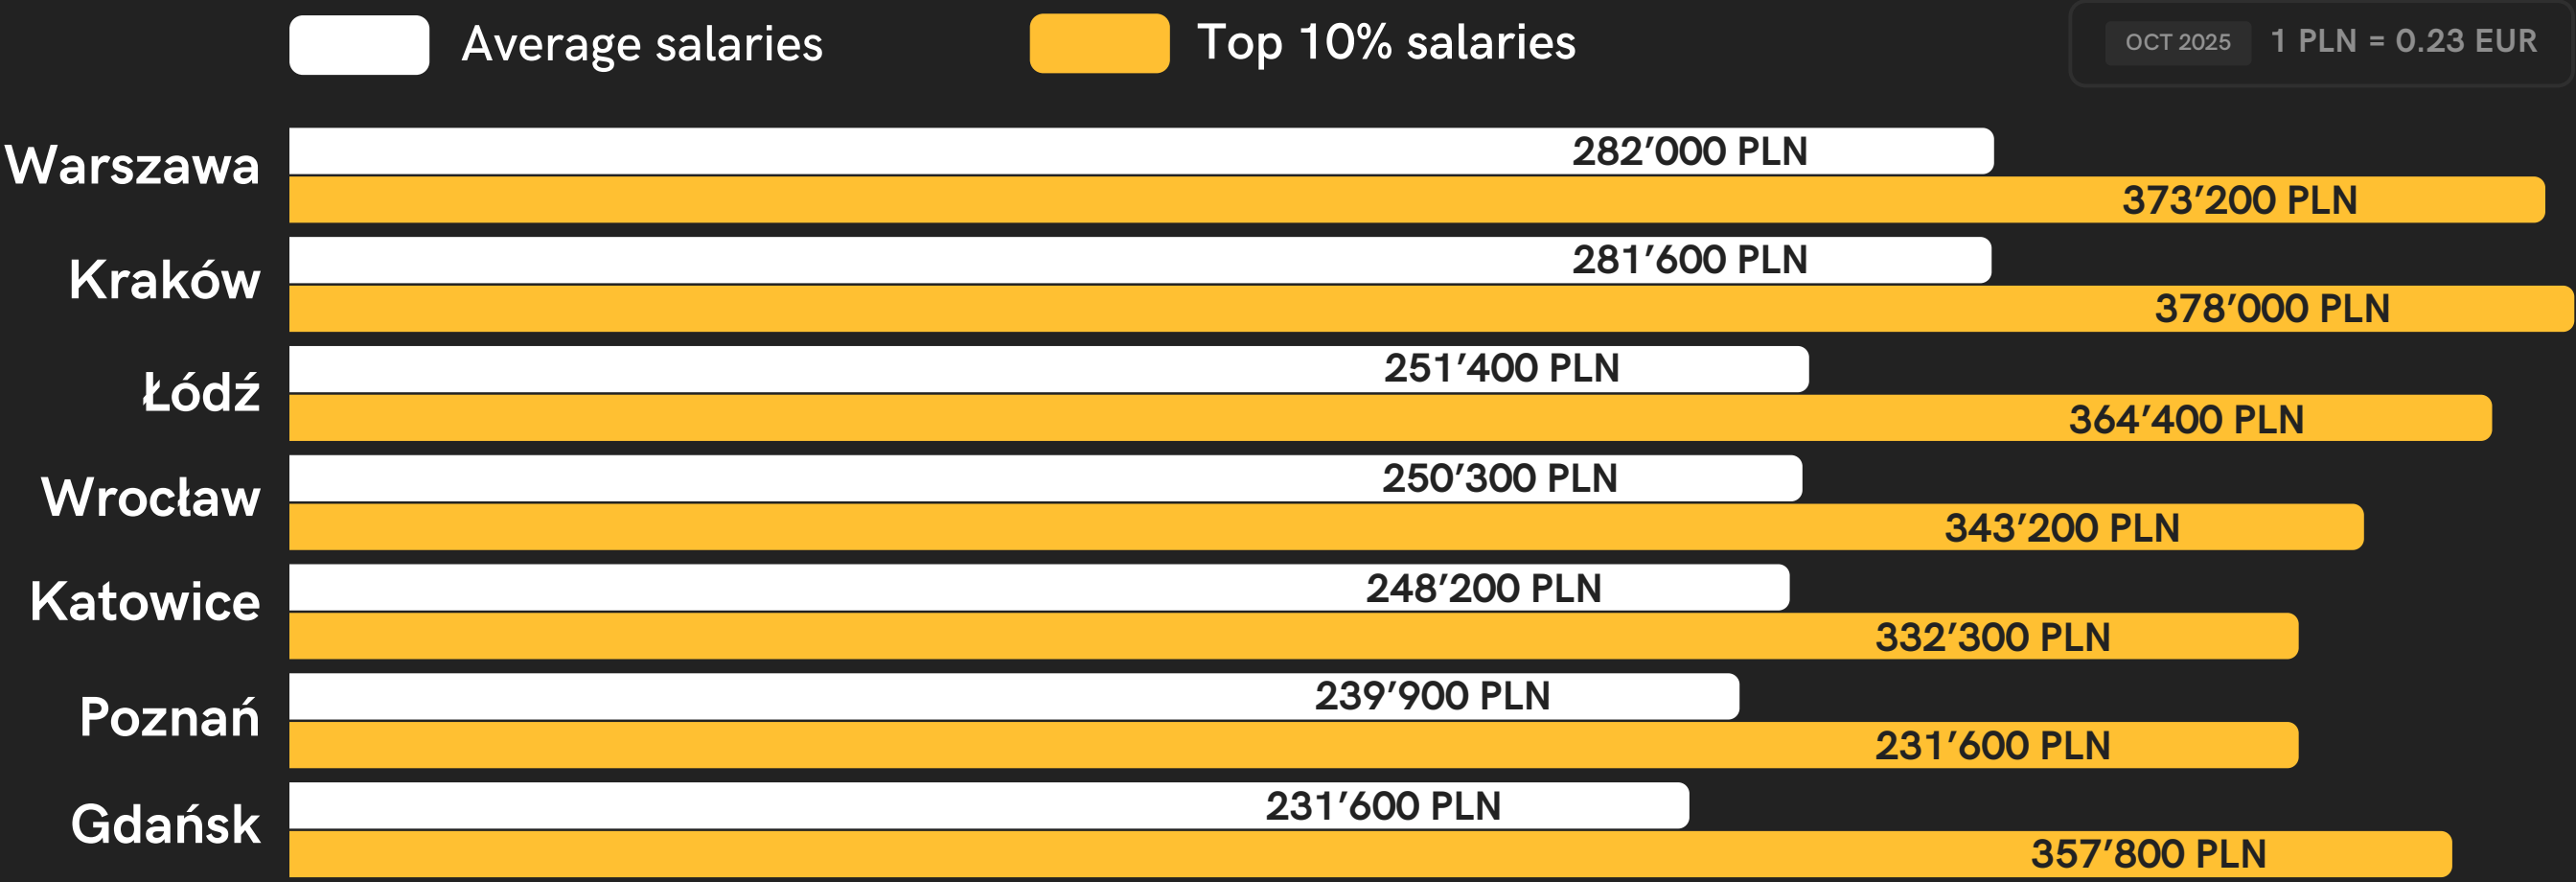 Average salaries
Top 10% salaries
OCT 2025 1 PLN = 0.23 EUR
Warszawa
282’000 PLN
373’200 PLN
Kraków
281’600 PLN
378’000 PLN
Łódź
251’400 PLN
364’400 PLN
Wrocław
250’300 PLN
343’200 PLN
Katowice
248’200 PLN
332’300 PLN
Poznań
239’900 PLN
231’600 PLN
Gdańsk
231’600 PLN
357’800 PLN